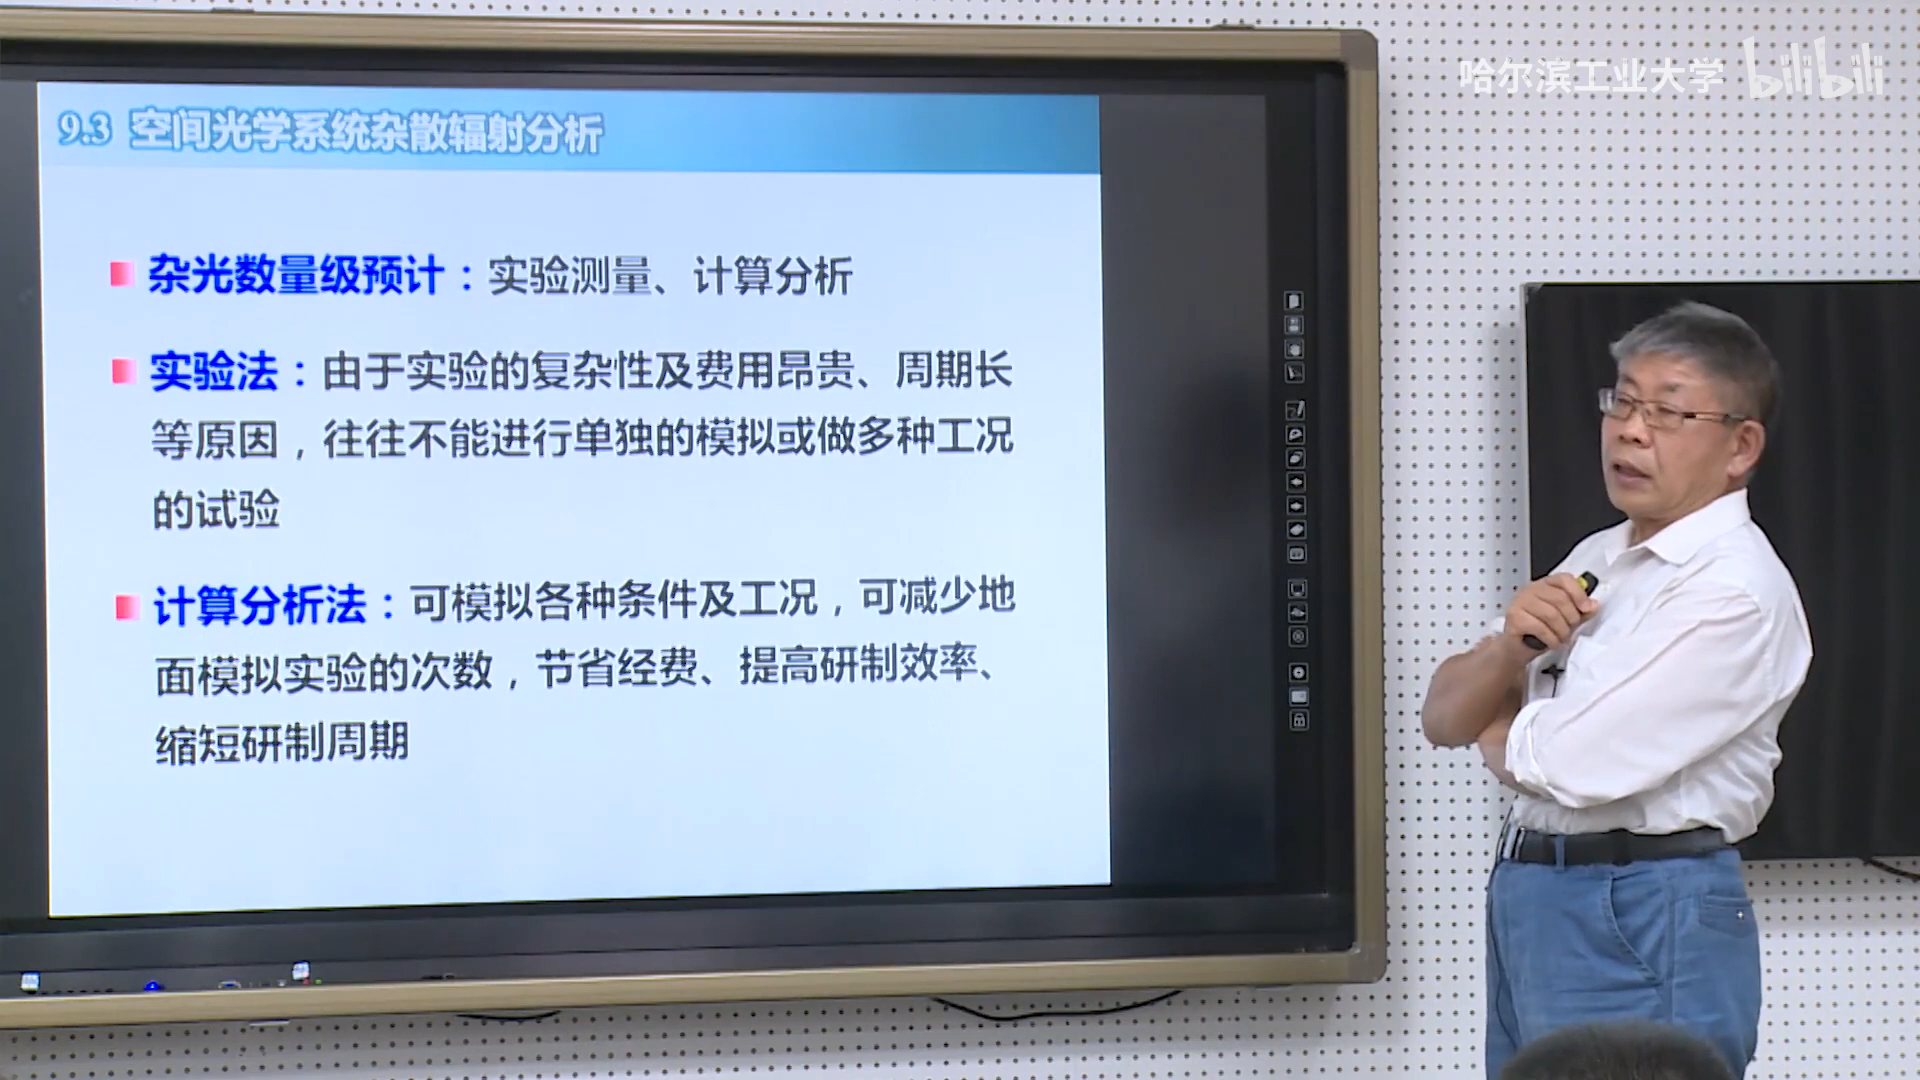 哈尔滨工业大学 bilibili
9.3 空间光学系统杂散辐射分析
杂光数量级预计：实验测量、计算分析
实验法：由于实验的复杂性及费用昂贵、周期长
等原因，往往不能进行单独的模拟或做多种工况
的试验
计算分析法：可模拟各种条件及工况，可减少地
面模拟实验的次数，节省经费、提高研制效率、
缩短研制周期